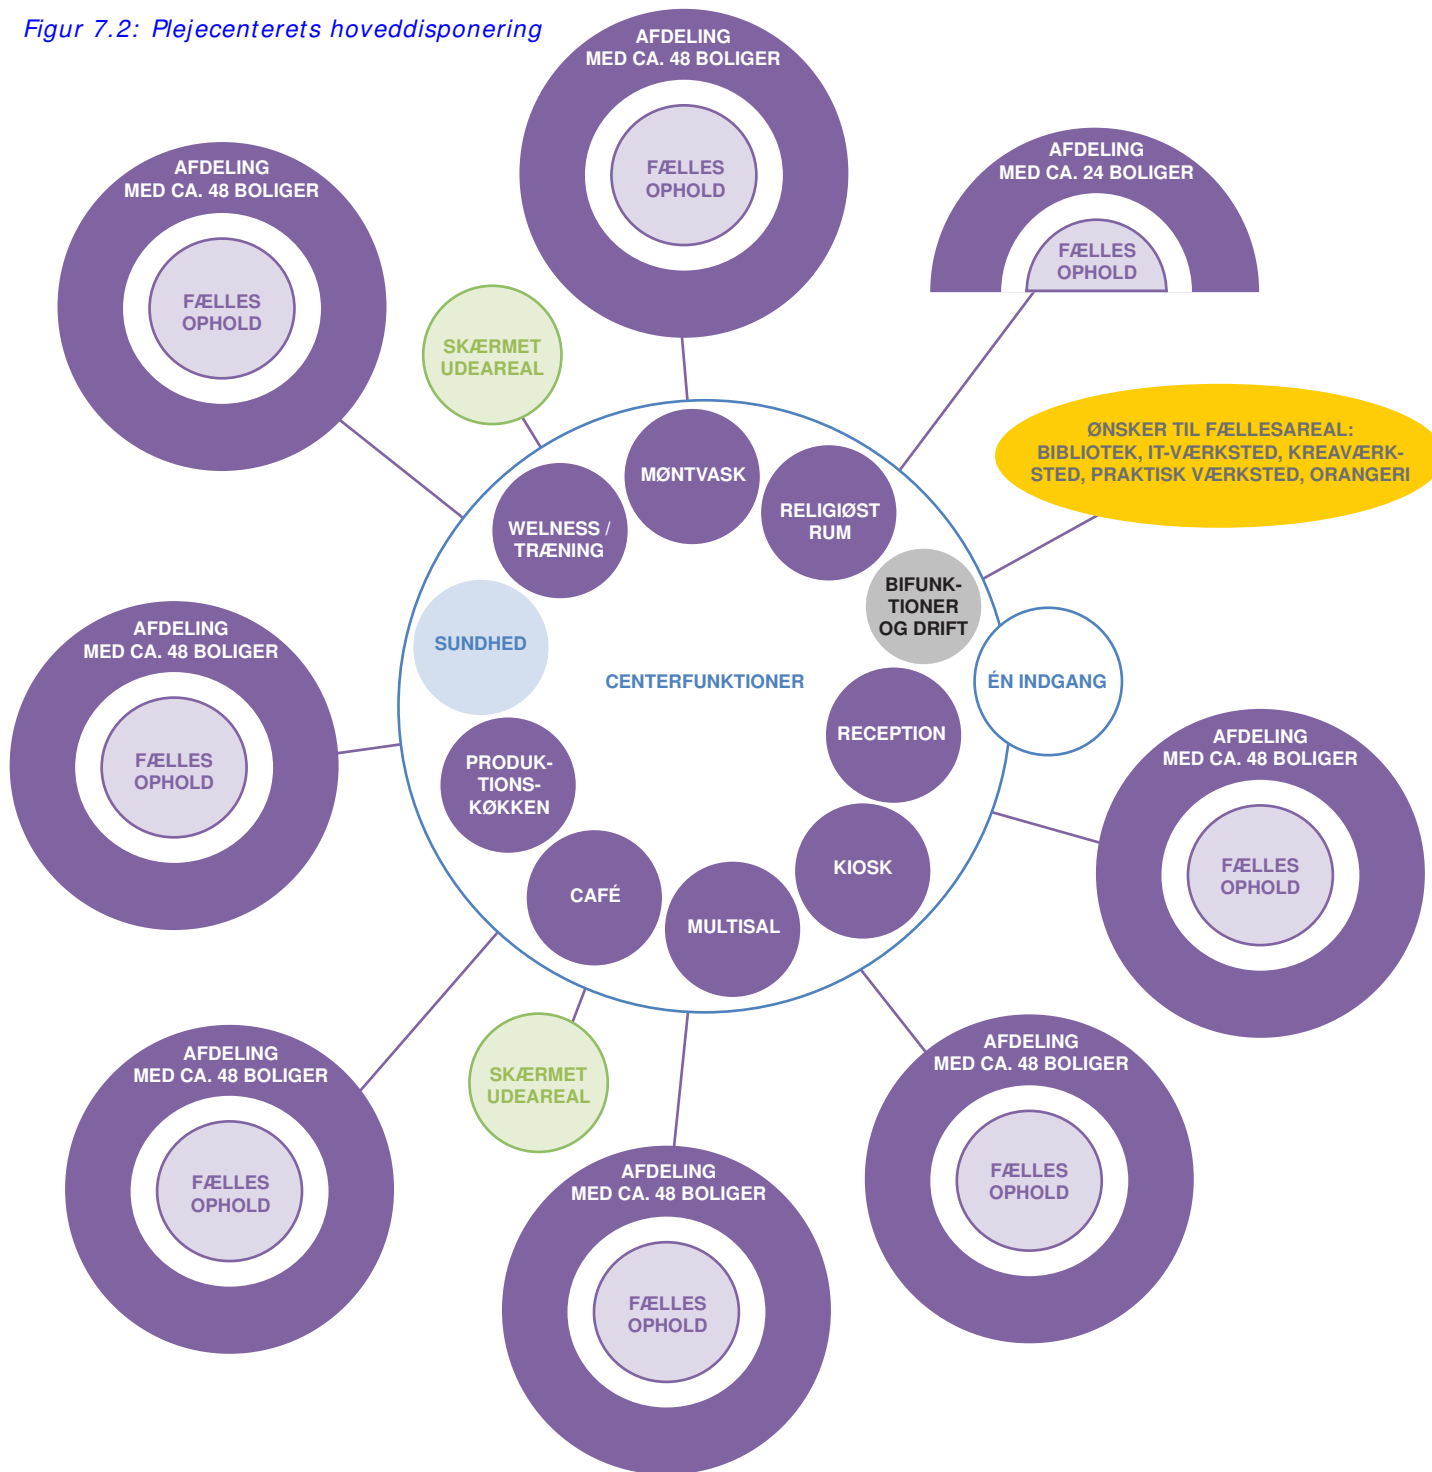 Figur 7.2: Plejecenterets hoveddisponering
AFDELING
MED CA. 48 BOLIGER
FÆLLES
OPHOLD
AFDELING
MED CA. 24 BOLIGER
FÆLLES
OPHOLD
AFDELING
MED CA. 48 BOLIGER
FÆLLES
OPHOLD
SKÆRMET
UDEAREAL
ØNSKER TIL FÆLLESAREAL:
BIBLIOTEK, IT-VÆRKSTED, KREAVÆRK-
STED, PRAKTISK VÆRKSTED, ORANGERI
MØNTVASK
RELIGIØST
RUM
WELNESS /
TRÆNING
BIFUNK-
TIONER
OG DRIFT
SUNDHED
CENTERFUNKTIONER
ÉN INDGANG
AFDELING
MED CA. 48 BOLIGER
FÆLLES
OPHOLD
RECEPTION
PRODUK-
TIONS-
KØKKEN
AFDELING
MED CA. 48 BOLIGER
FÆLLES
OPHOLD
KIOSK
CAFÉ
MULTISAL
AFDELING
MED CA. 48 BOLIGER
FÆLLES
OPHOLD
SKÆRMET
UDEAREAL
AFDELING
MED CA. 48 BOLIGER
FÆLLES
OPHOLD
AFDELING
MED CA. 48 BOLIGER
FÆLLES
OPHOLD